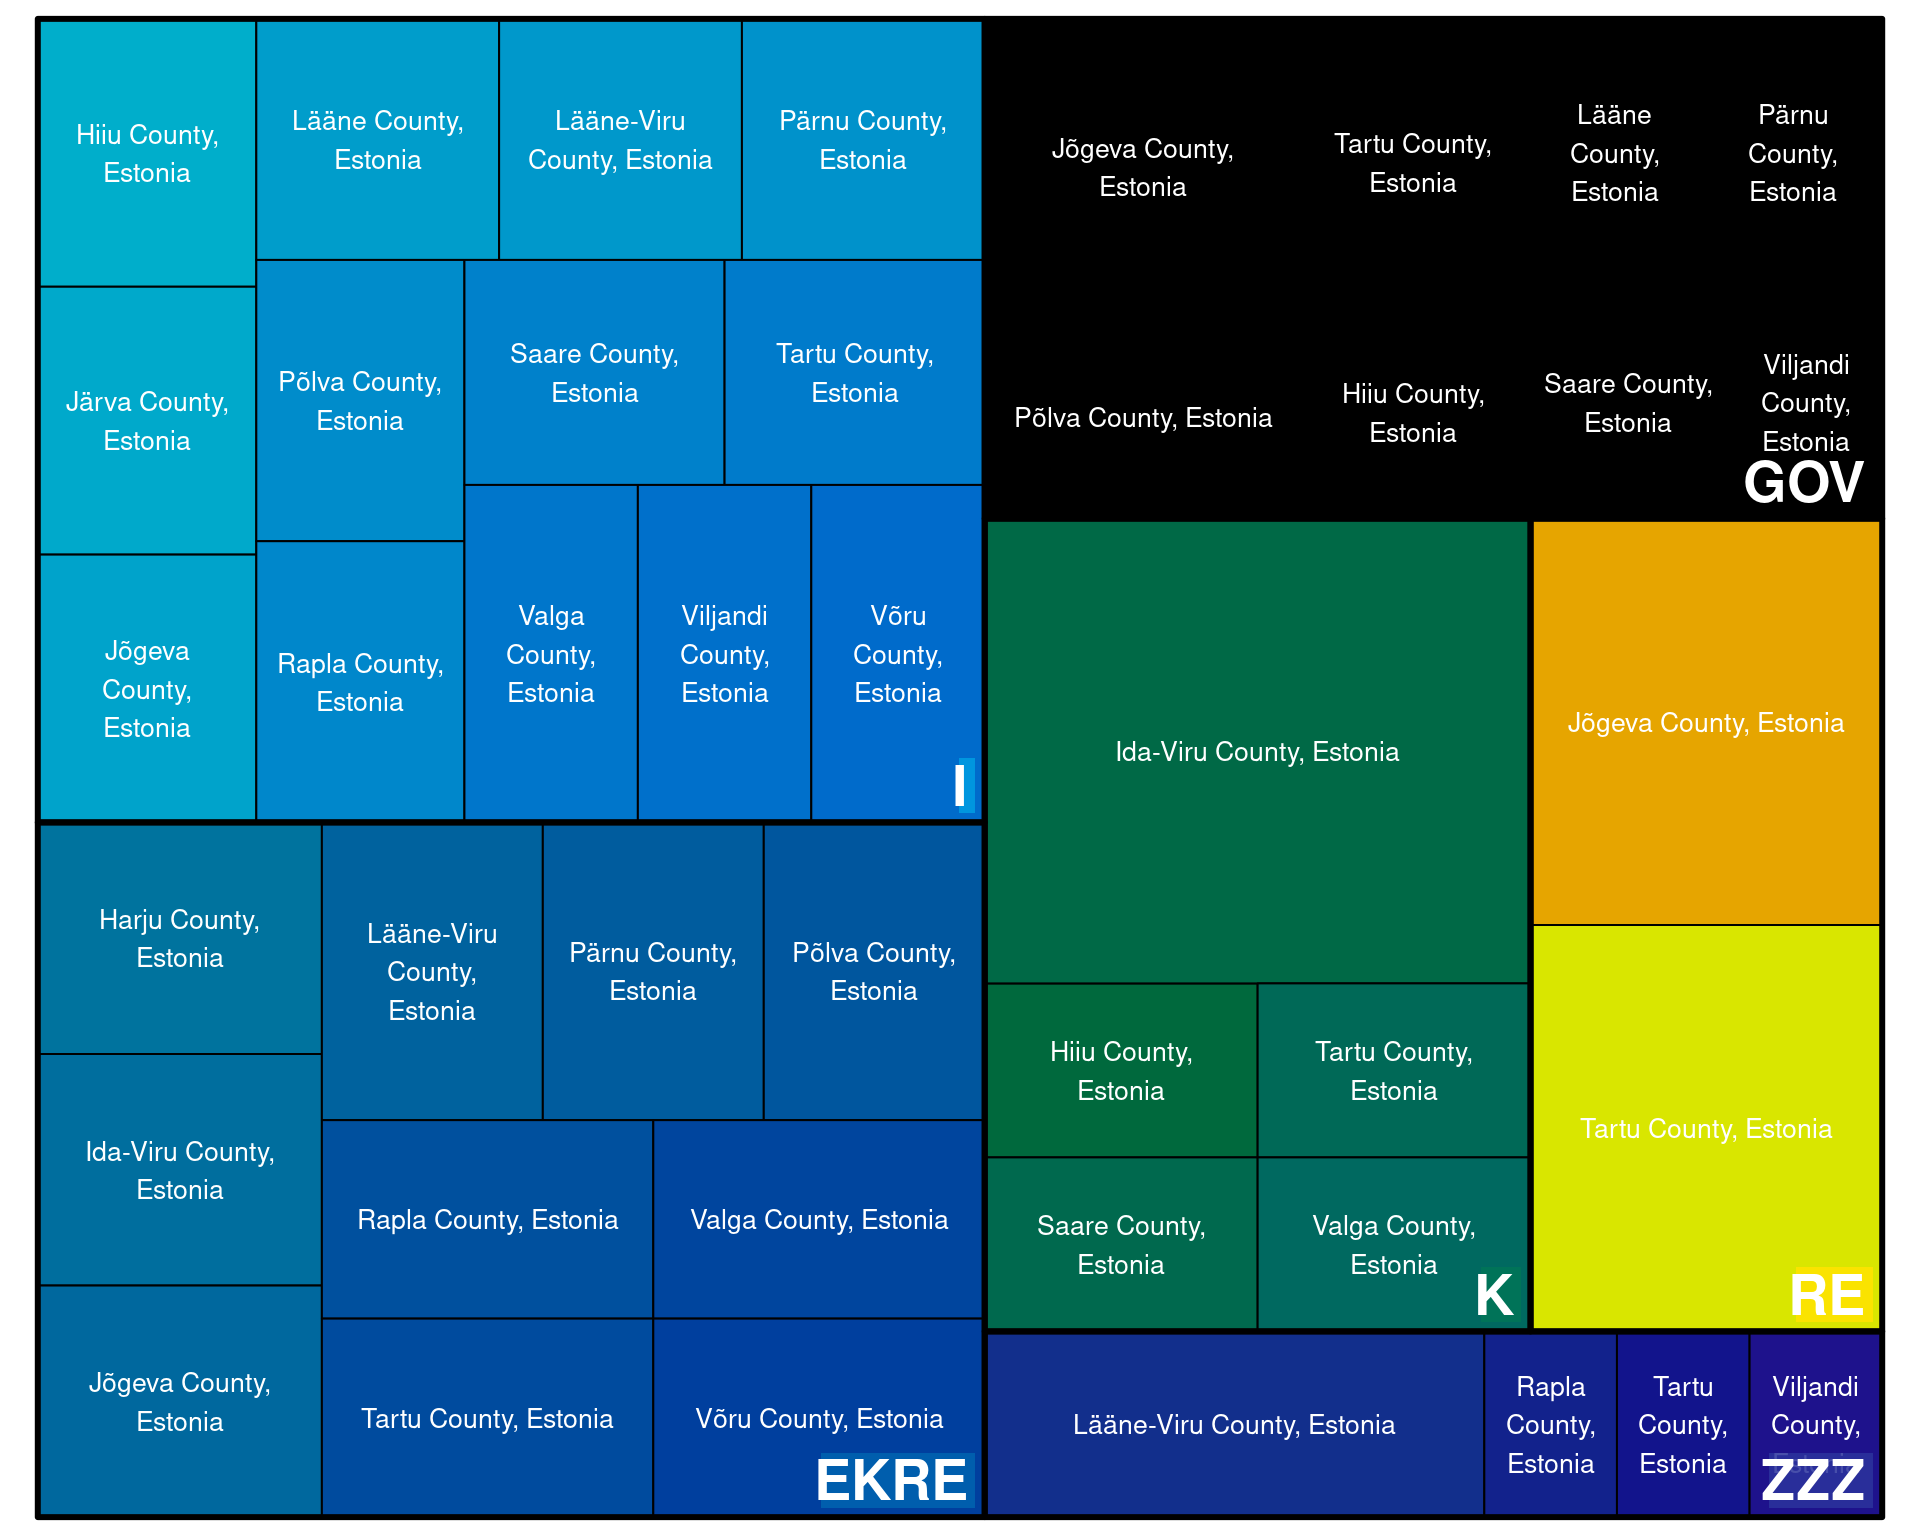 Hiiu County,
Estonia
Lääne County,
Estonia
Lääne-Viru
County, Estonia
Pärnu County,
Estonia
Järva County,
Estonia
Põlva County,
Estonia
Saare County,
Estonia
Tartu County,
Estonia
Jõgeva
County,
Estonia
Rapla County,
Estonia
Valga
County,
Estonia
Viljandi
County,
Estonia
Võru
County,
Estonia
I
Harju County,
Estonia
Lääne-Viru
County,
Estonia
Pärnu County,
Estonia
Põlva County,
Estonia
Ida-Viru County,
Estonia
Rapla County, Estonia
Valga County, Estonia
Jõgeva County,
Estonia
Tartu County, Estonia
Võru County, Estonia
EKRE
Jõgeva County,
Estonia
Tartu County,
Estonia
Lääne
County,
Estonia
Pärnu
County,
Estonia
Põlva County, Estonia
Hiiu County,
Estonia
Saare County,
Estonia
Viljandi
County,
Estonia
GOV
Ida-Viru County, Estonia
Hiiu County,
Estonia
Tartu County,
Estonia
Saare County,
Estonia
Valga County,
Estonia
K
Jõgeva County, Estonia
Tartu County, Estonia
RE
Lääne-Viru County, Estonia
Rapla
County,
Estonia
Tartu
County,
Estonia
Viljandi
County,
ZZZ